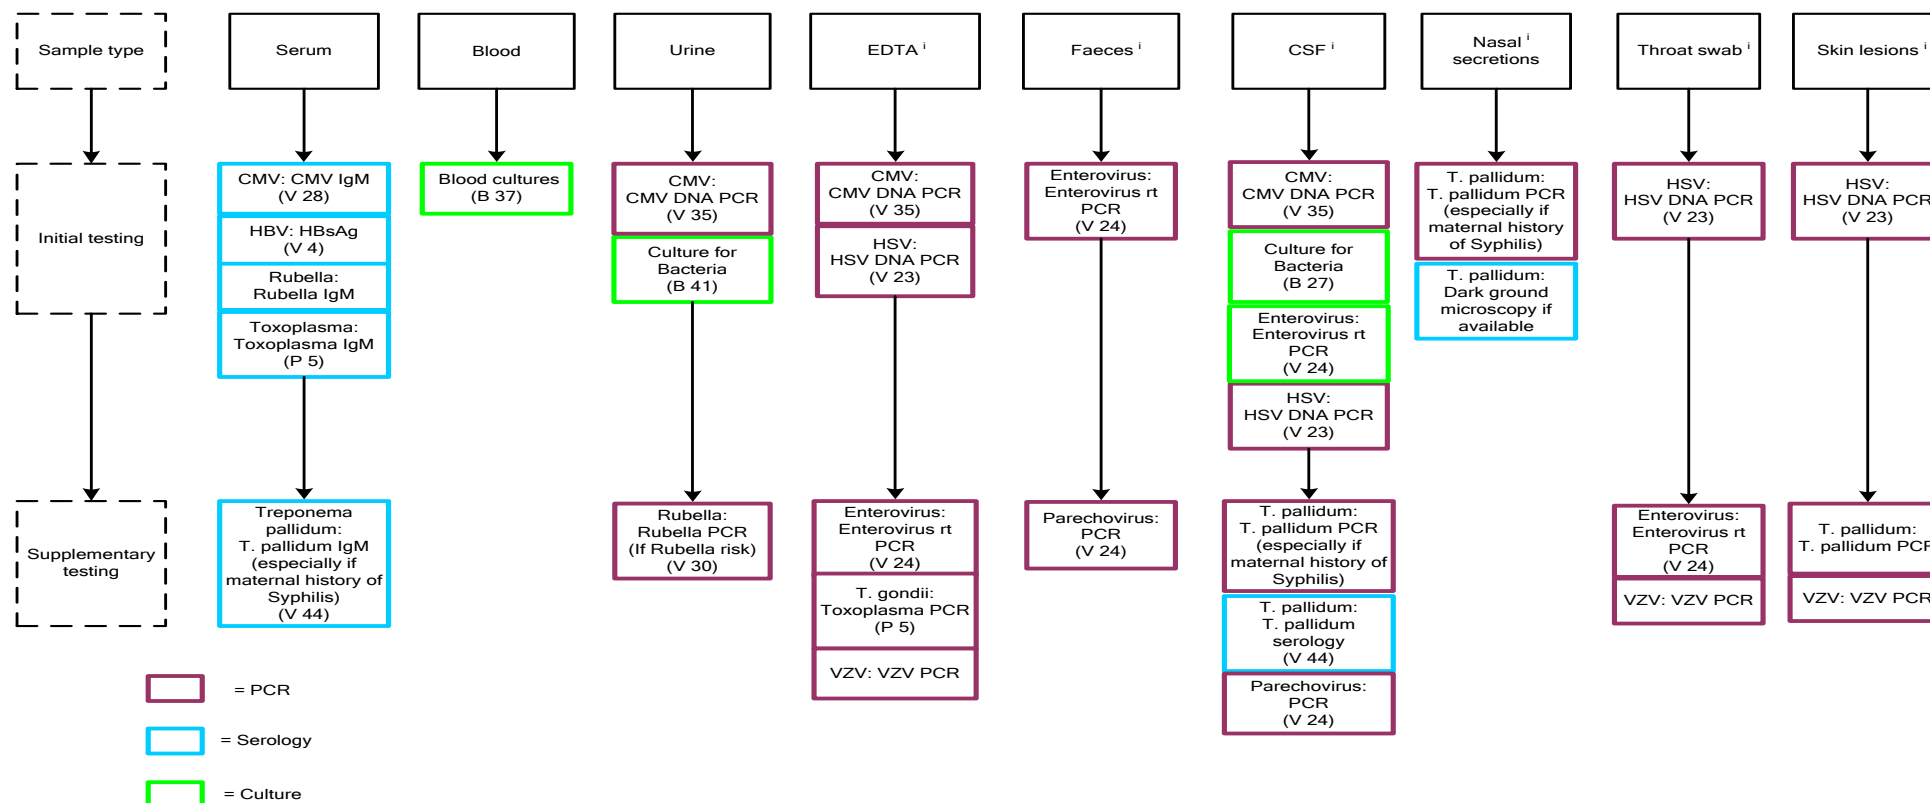 Sample type
Serum
Blood
Urine
EDTA i
Faeces i
CSF i
Nasal i
secretions
Throat swab i
Skin lesions i
Initial testing
CMV: CMV IgM
(V 28)
HBV: HBsAg
(V 4)
Rubella:
Rubella IgM
Toxoplasma:
Toxoplasma IgM
(P 5)
Blood cultures
(B 37)
CMV:
CMV DNA PCR
(V 35)
Culture for
Bacteria
(B 41)
CMV:
CMV DNA PCR
(V 35)
HSV:
HSV DNA PCR
(V 23)
Enterovirus:
Enterovirus rt
PCR
(V 24)
CMV:
CMV DNA PCR
(V 35)
Culture for
Bacteria
(B 27)
Enterovirus:
Enterovirus rt
PCR
(V 24)
HSV:
HSV DNA PCR
(V 23)
T. pallidum:
T. pallidum PCR
(especially if
maternal history
of Syphilis)
T. pallidum:
Dark ground
microscopy if
available
HSV:
HSV DNA PCR
(V 23)
HSV:
HSV DNA PCR
(V 23)
Supplementary
testing
Treponema
pallidum:
T. pallidum IgM
(especially if
maternal history of
Syphilis)
(V 44)
Rubella:
Rubella PCR
(If Rubella risk)
(V 30)
Enterovirus:
Enterovirus rt
PCR
(V 24)
T. gondii:
Toxoplasma PCR
(P 5)
VZV: VZV PCR
Parechovirus:
PCR
(V 24)
T. pallidum:
T. pallidum PCR
(especially if
maternal history of
Syphilis)
T. pallidum:
T. pallidum
serology
(V 44)
Parechovirus:
PCR
(V 24)
Enterovirus:
Enterovirus rt
PCR
(V 24)
VZV: VZV PCR
T. pallidum:
T. pallidum PCR
VZV: VZV PCR
= PCR
= Serology
= Culture